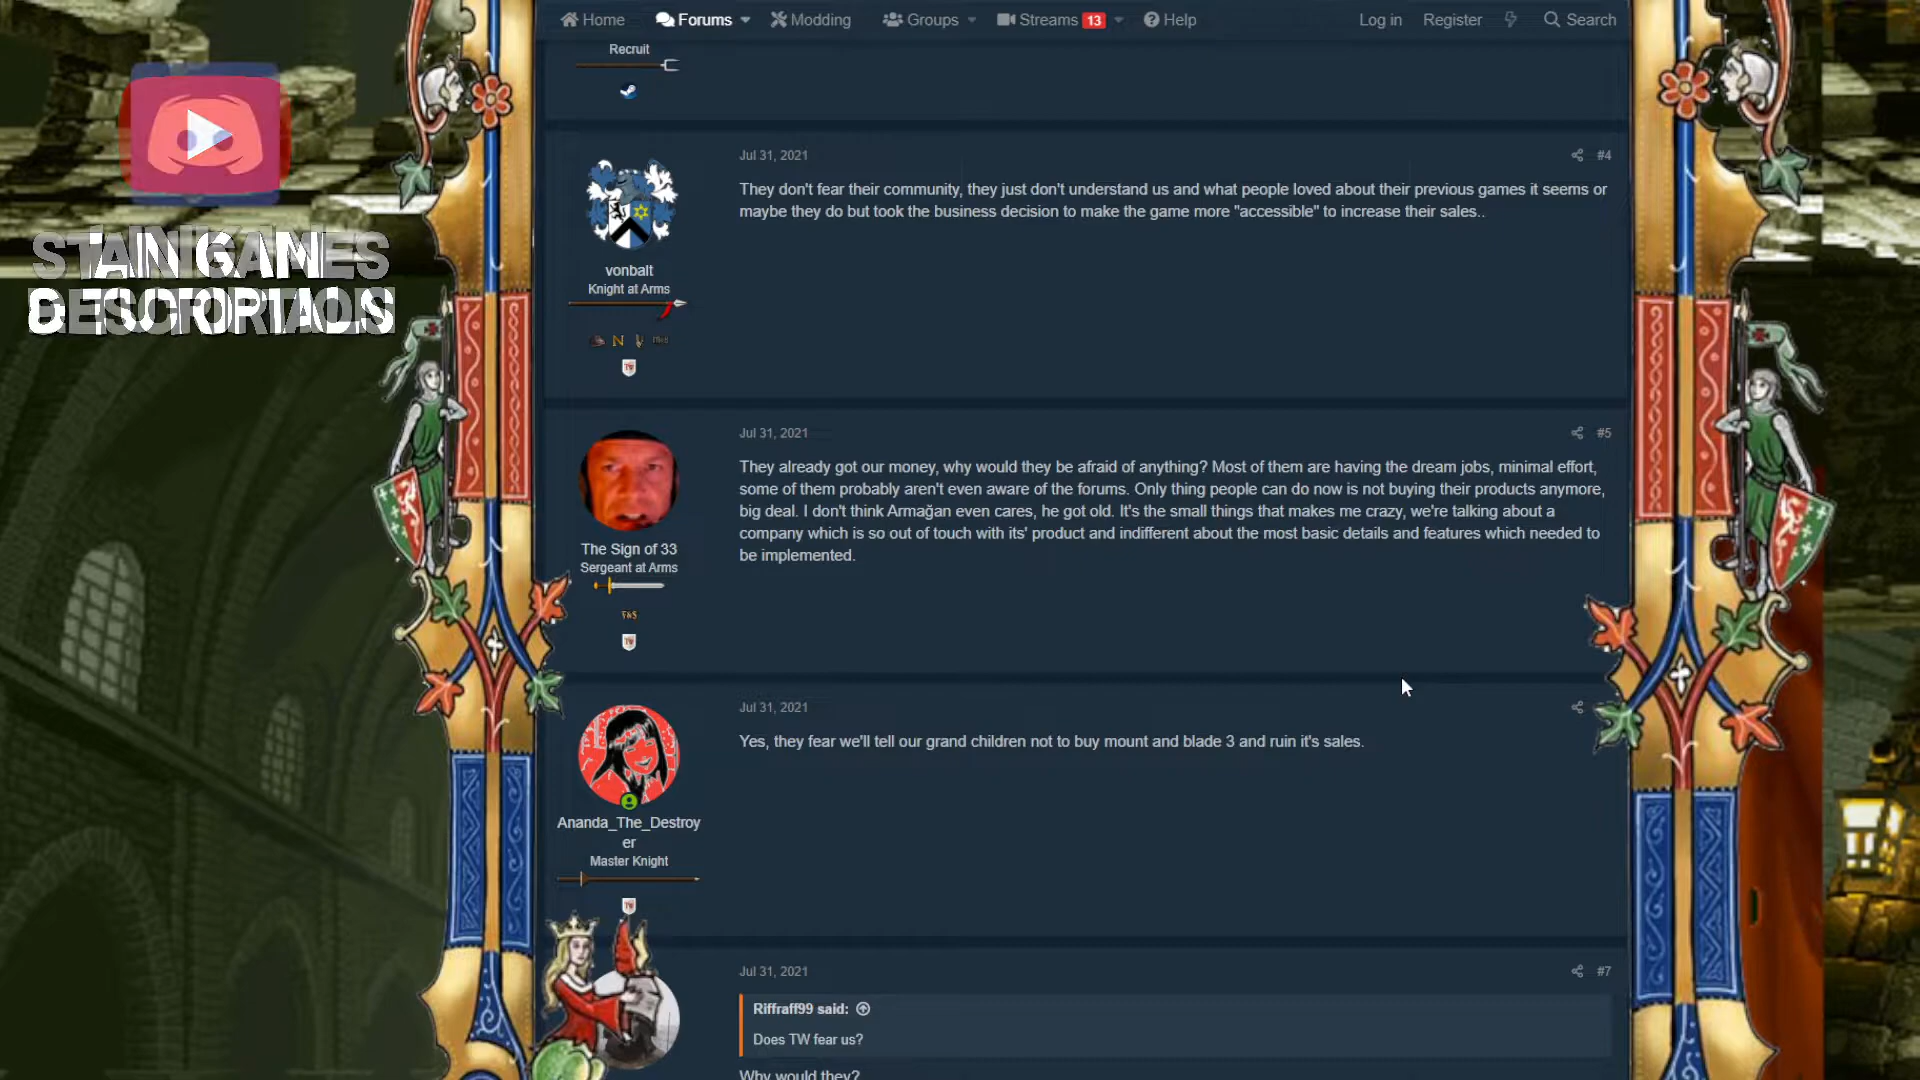 Home
Forums
Modding
Groups
Streams 13
Help
Log in
Register
Search
Recruit
Jul 31, 2021
#4
They don't fear their community, they just don't understand us and what people loved about their previous games it seems or
maybe they do but took the business decision to make the game more "accessible" to increase their sales..
vonbalt
Knight at Arms
N
Jul 31, 2021
#5
They already got our money, why would they be afraid of anything? Most of them are having the dream jobs, minimal effort,
some of them probably aren't even aware of the forums. Only thing people can do now is not buying their products anymore,
big deal. I don't think Armağan even cares, he got old. It's the small things that makes me crazy, we're talking about a
company which is so out of touch with its' product and indifferent about the most basic details and features which needed to
be implemented.
The Sign of 33
Sergeant at Arms
Jul 31, 2021
Yes, they fear we'll tell our grand children not to buy mount and blade 3 and ruin it's sales.
Ananda_The_Destroy
er
Master Knight
Jul 31, 2021
#7
Riffraff99 said:
Does TW fear us?
Why would they?